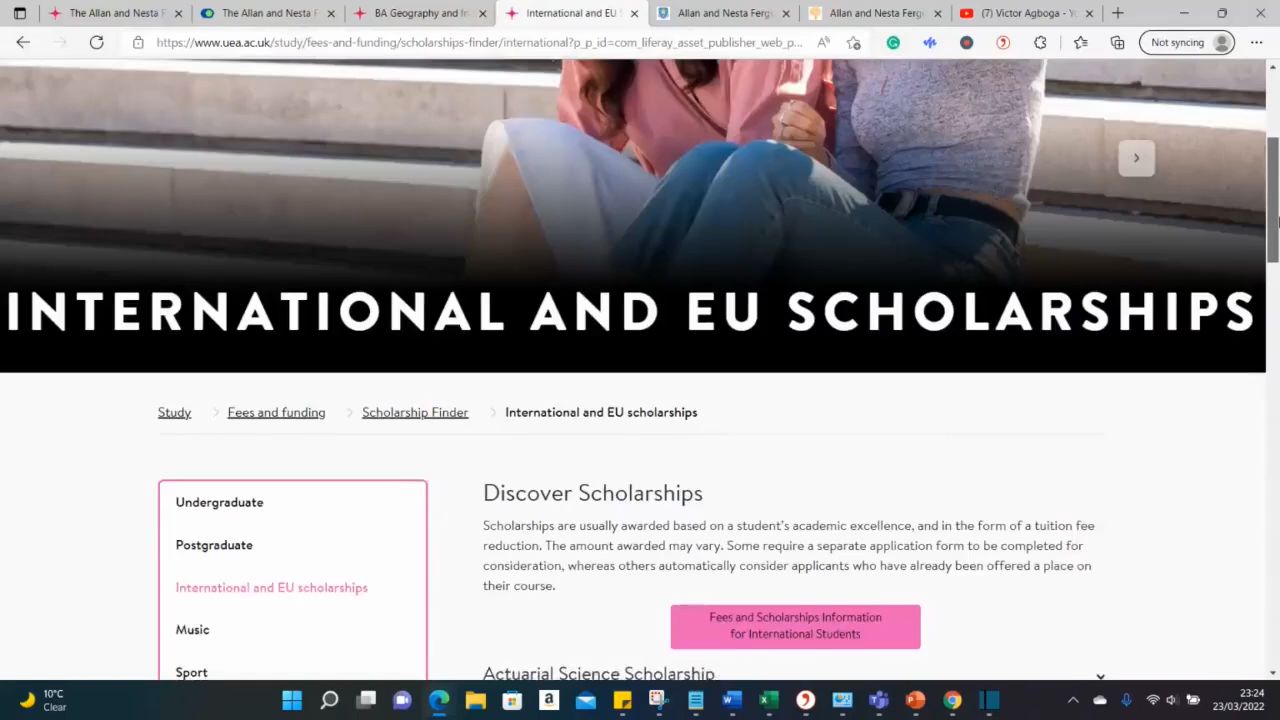 The Allan and Nesta F
The Allan and Nesta F
BA Geography and In
International and EU S
Allan and Nesta Ferg
Allan and Nesta Ferg
(7) Victor Agboga - Yo
https://www.uea.ac.uk/study/fees-and-funding/scholarships-finder/international?p_p_id=com_liferay_asset_publisher_web_p...
Not syncing
INTERNATIONAL AND EU SCHOLARSHIPS
Study
Fees and funding
Scholarship Finder
International and EU scholarships
Undergraduate
Postgraduate
International and EU scholarships
Music
Sport
Discover Scholarships
Scholarships are usually awarded based on a student's academic excellence, and in the form of a tuition fee
reduction. The amount awarded may vary. Some require a separate application form to be completed for
consideration, whereas others automatically consider applicants who have already been offered a place on
their course.
Fees and Scholarships Information
for International Students
Actuarial Science Scholarship
10°C
Clear
23:24
23/03/2022